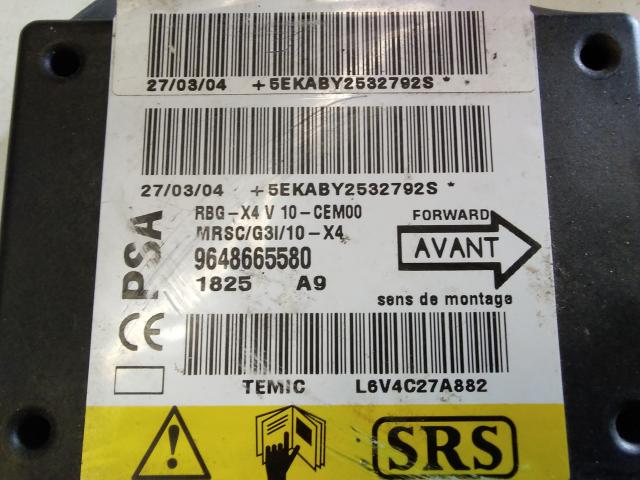 27/03/04 +5EKABY2532792S *
27/03/04 +5EKABY2532792S *
PSA
CE
RBG-X4 V 10-CEM00
MRSC/G3I/10-X4
9648665580
1825 A9
FORWARD
AVANT
sens de montage
TEMIC L6V4C27A882
SRS